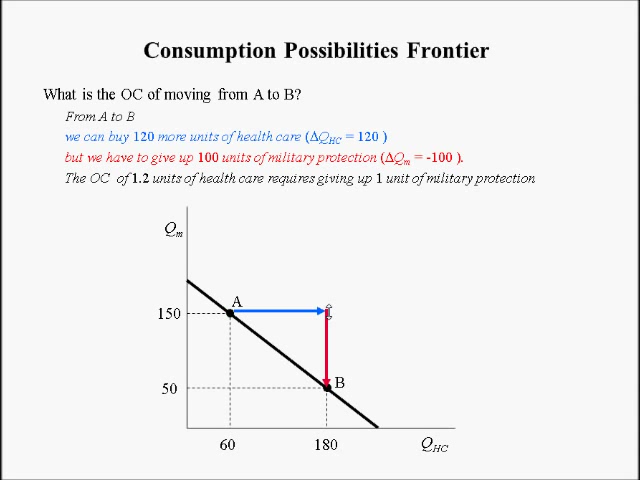 Consumption Possibilities Frontier
What is the OC of moving from A to B?
From A to B
we can buy 120 more units of health care (ΔQHC = 120 )
but we have to give up 100 units of military protection (ΔQm = -100 ).
The OC of 1.2 units of health care requires giving up 1 unit of military protection
Qm
A
150
50
B
60
180
QHC